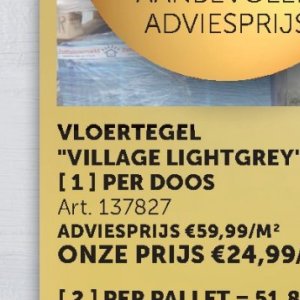 AANBEVOLEN
ADVIESPRIJS
VLOERTEGEL
"VILLAGE LIGHTGREY"
[ 1 ] PER DOOS
Art. 137827
ADVIESPRIJS €59,99/M²
ONZE PRIJS €24,99/
[ 2 ] PER PALLET = 51,8